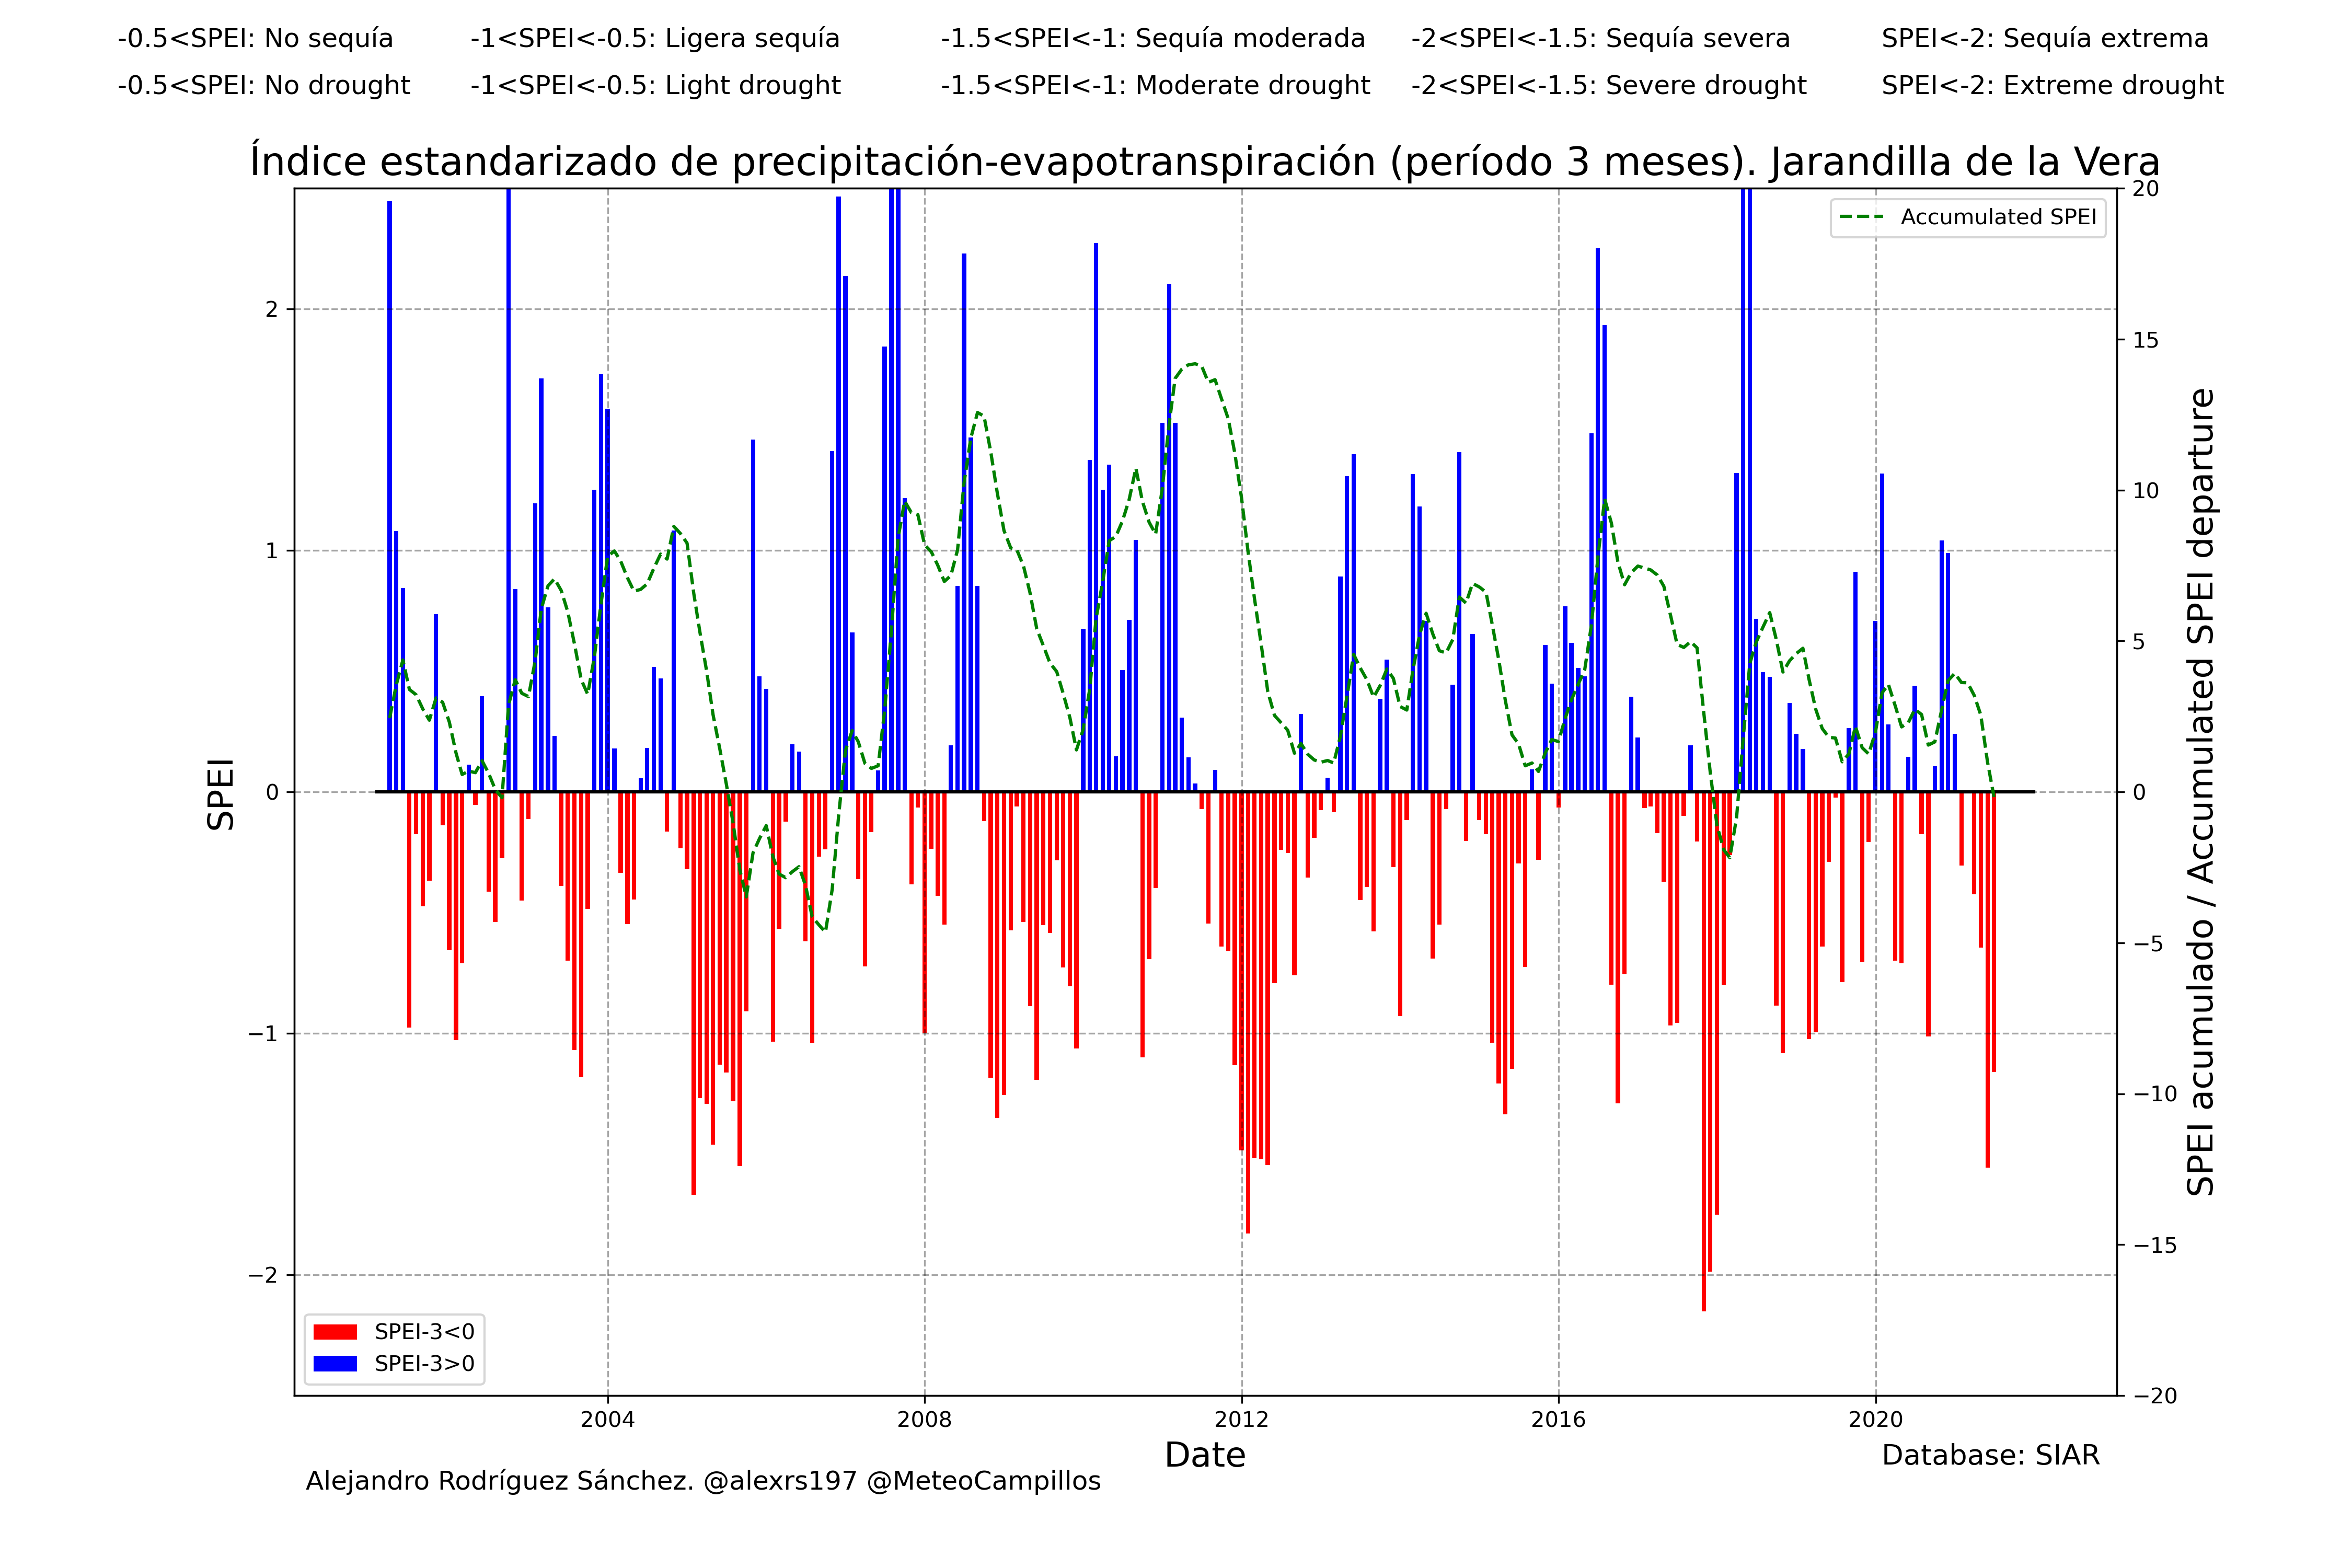 -0.5<SPEI: No sequía -1<SPEI<-0.5: Ligera sequía -1.5<SPEI<-1: Sequía moderada -2<SPEI<-1.5: Sequía severa SPEI<-2: Sequía extrema
-0.5<SPEI: No drought -1<SPEI<-0.5: Light drought -1.5<SPEI<-1: Moderate drought -2<SPEI<-1.5: Severe drought SPEI<-2: Extreme drought
Índice estandarizado de precipitación-evapotranspiración (período 3 meses). Jarandilla de la Vera
SPEI
2
1
0
−1
−2
Accumulated SPEI
20
15
10
5
0
−5
−10
−15
−20
SPEI acumulado / Accumulated SPEI departure
SPEI-3<0
SPEI-3>0
2004 2008 2012 2016 2020
Date
Database: SIAR
Alejandro Rodríguez Sánchez. @alexrs197 @MeteoCampillos